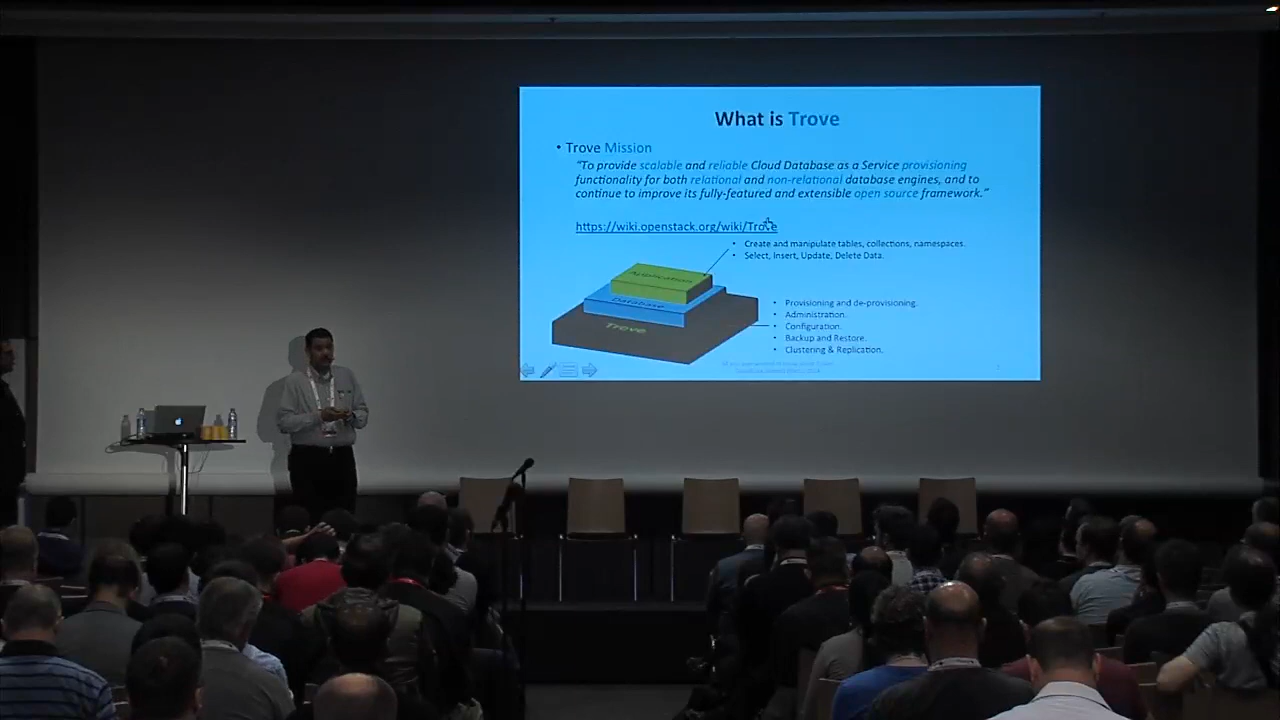 What is Trove
• Trove Mission
“To provide scalable and reliable Cloud Database as a Service provisioning
functionality for both relational and non-relational database engines, and to
continue to improve its fully-featured and extensible open source framework.”
https://wiki.openstack.org/wiki/Trove
• Create and manipulate tables, collections, namespaces.
• Select, Insert, Update, Delete Data.
Application
Database
Trove
• Provisioning and de-provisioning.
• Administration.
• Configuration.
• Backup and Restore.
• Clustering & Replication.